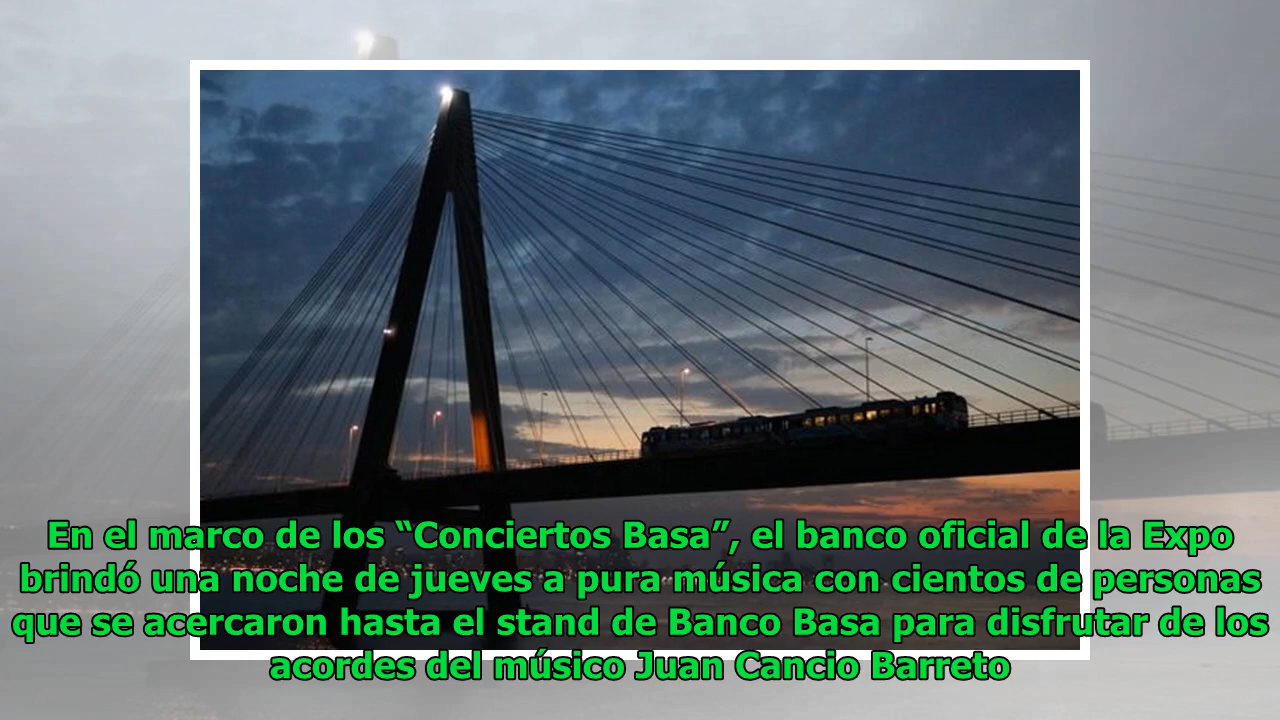 En el marco de los “Conciertos Basa”, el banco oficial de la Expo
brindó una noche de jueves a pura música con cientos de personas
que se acercaron hasta el stand de Banco Basa para disfrutar de los
acordes del músico Juan Cancio Barreto